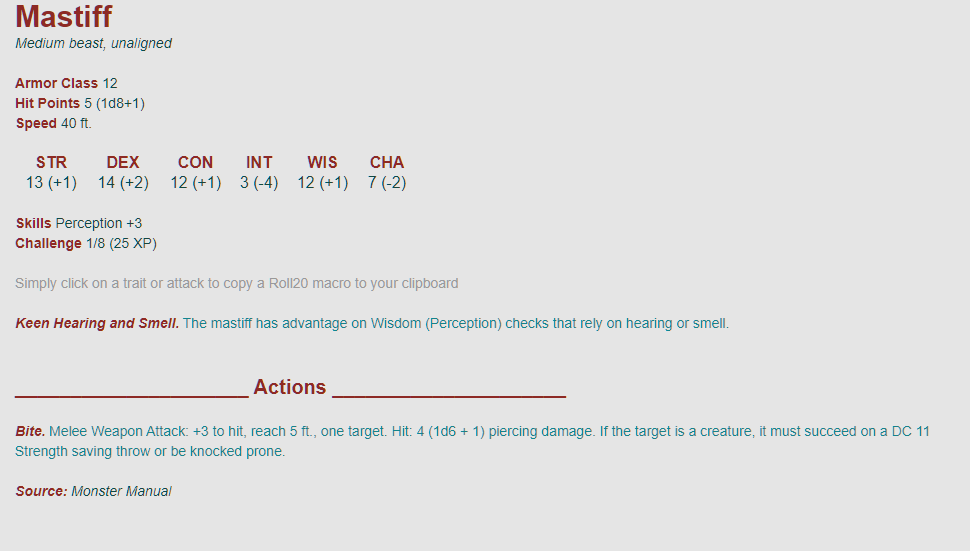 Mastiff
Medium beast, unaligned
Armor Class 12
Hit Points 5 (1d8+1)
Speed 40 ft.
STR DEX CON INT WIS CHA
13 (+1) 14 (+2) 12 (+1) 3 (-4) 12 (+1) 7 (-2)
Skills Perception +3
Challenge 1/8 (25 XP)
Simply click on a trait or attack to copy a Roll20 macro to your clipboard
Keen Hearing and Smell. The mastiff has advantage on Wisdom (Perception) checks that rely on hearing or smell.
Actions
Bite. Melee Weapon Attack: +3 to hit, reach 5 ft., one target. Hit: 4 (1d6 + 1) piercing damage. If the target is a creature, it must succeed on a DC 11
Strength saving throw or be knocked prone.
Source: Monster Manual